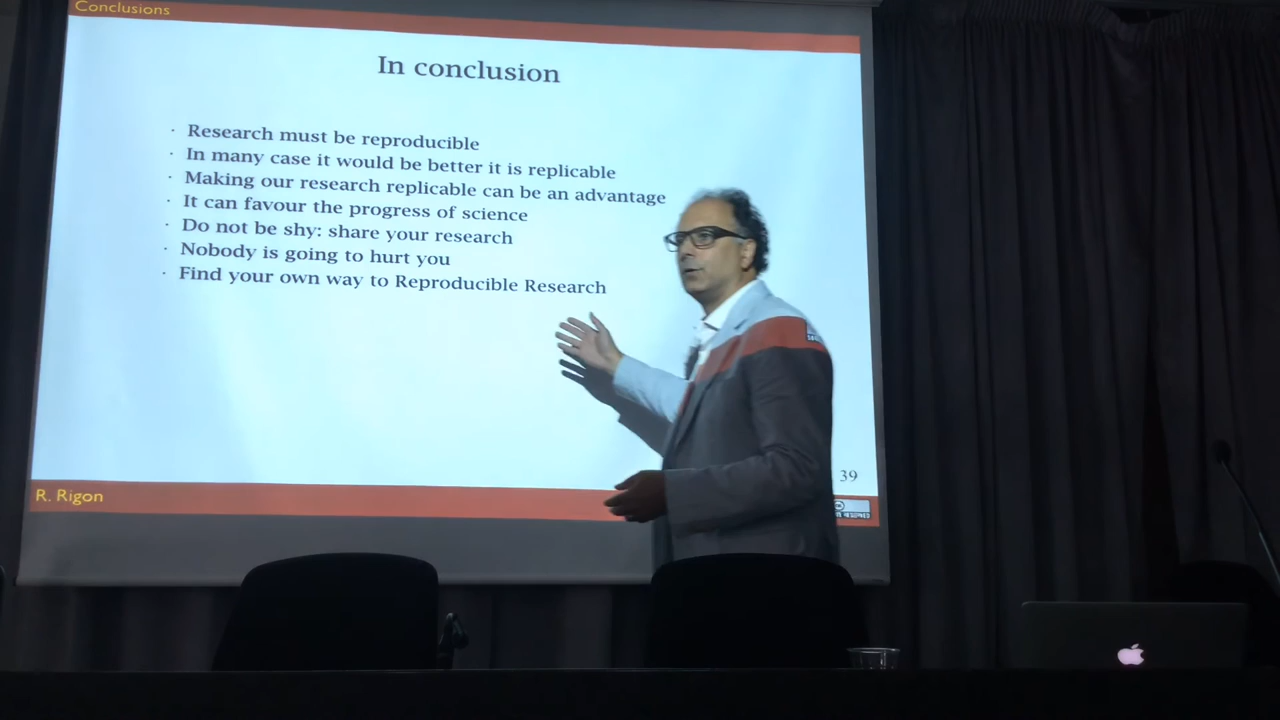 Conclusions
In conclusion
· Research must be reproducible
· In many case it would be better it is replicable
· Making our research replicable can be an advantage
· It can favour the progress of science
· Do not be shy: share your research
· Nobody is going to hurt you
· Find your own way to Reproducible Research
39
R. Rigon